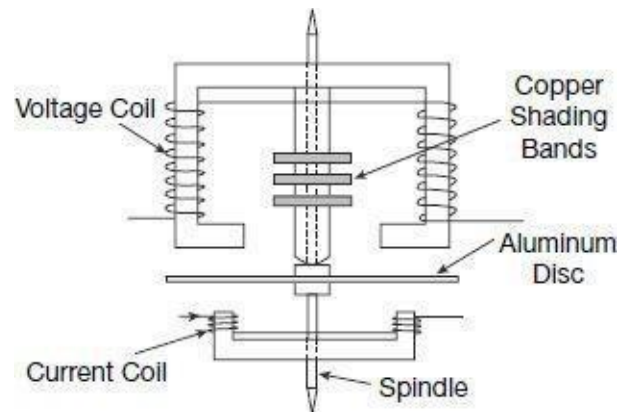 Voltage Coil
Copper
Shading
Bands
Aluminum
Disc
Current Coil
Spindle